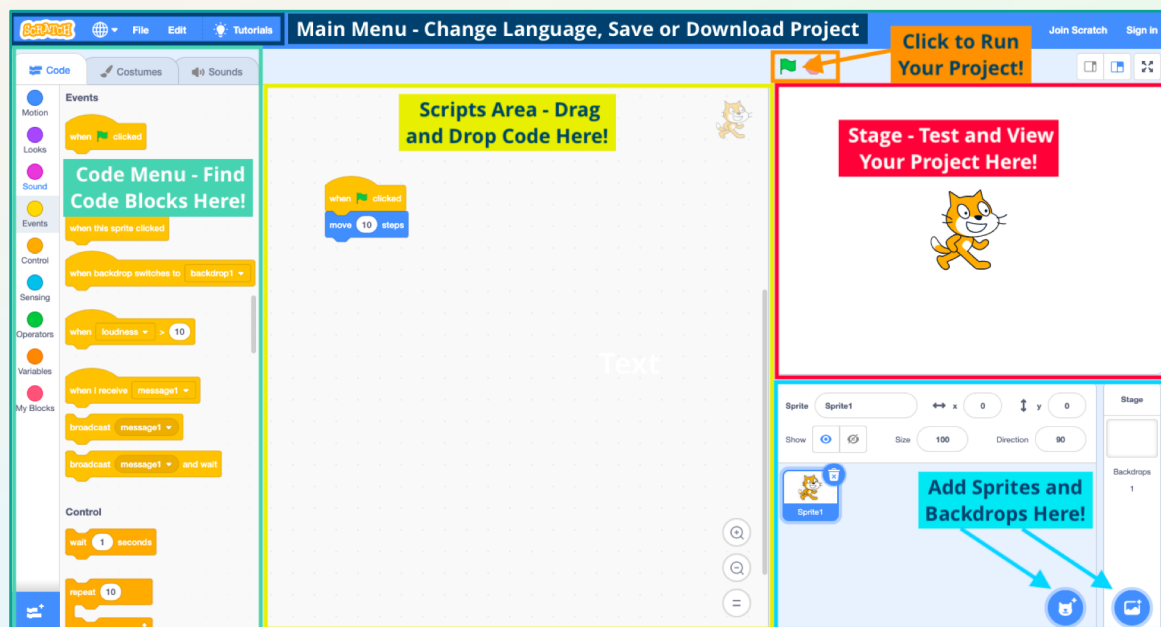 SCRATCH File Edit Tutorials Main Menu - Change Language, Save or Download Project Join Scratch Sign in
Click to Run
Your Project!
Code Costumes Sounds
Motion
Looks
Sound
Events
Control
Sensing
Operators
Variables
My Blocks
Events
when clicked
Code Menu - Find
Code Blocks Here!
when this sprite clicked
when backdrop switches to backdrop1
when loudness > 10
when I receive message1
broadcast message1
broadcast message1 and wait
Control
wait 1 seconds
repeat 10
Scripts Area - Drag
and Drop Code Here!
when clicked
move 10 steps
Text
Stage - Test and View
Your Project Here!
Sprite Sprite1 x 0 y 0
Show Size 100 Direction 90
Sprite1
Stage
Backdrops
1
Add Sprites and
Backdrops Here!